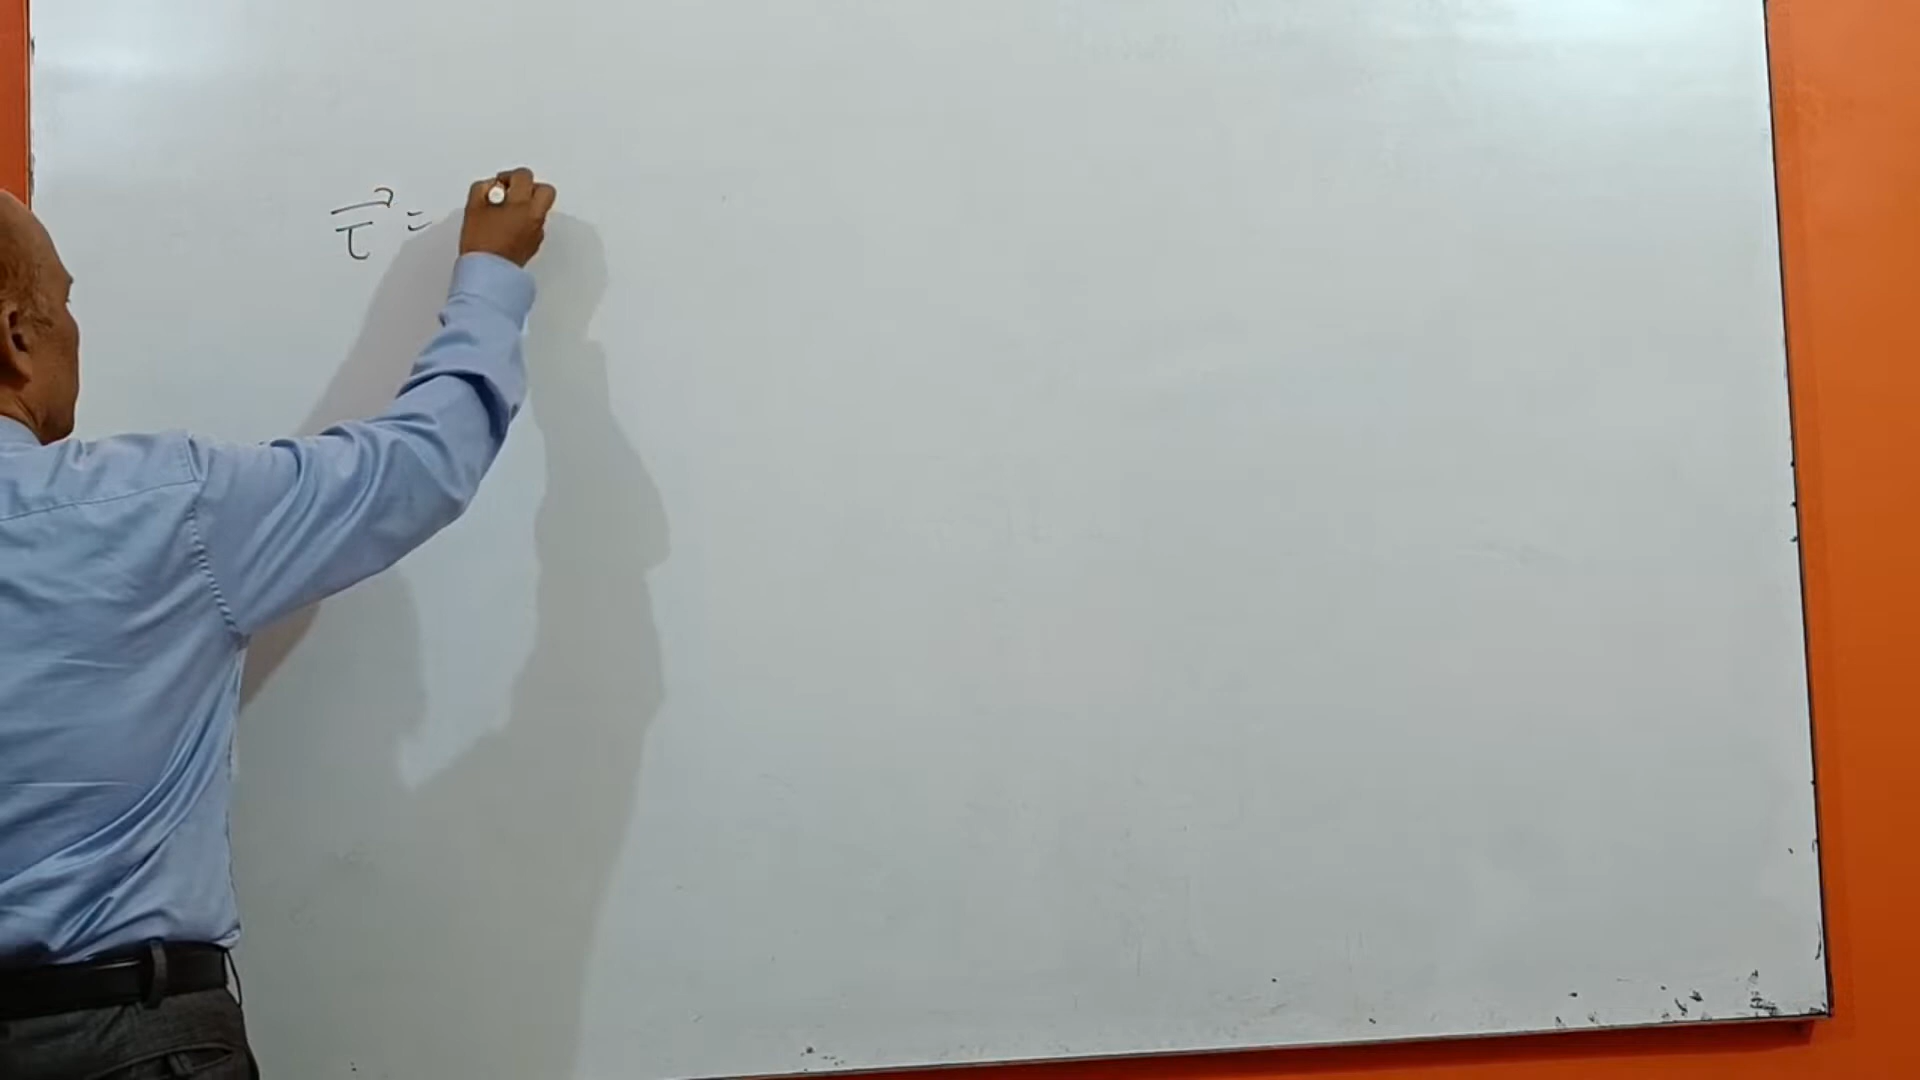 τ⃗ =